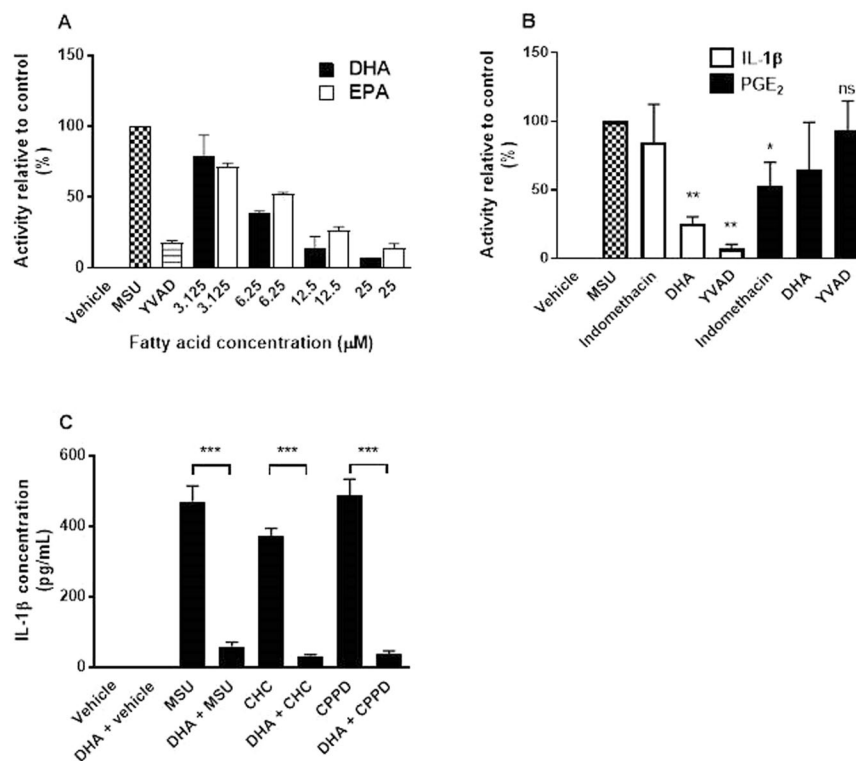 A
150
100
50
0
Activity relative to control
(%)
DHA
EPA
Vehicle
MSU
YVAD
3.125
3.125
6.25
6.25
12.5
12.5
25
25
Fatty acid concentration (μM)
B
150
100
50
0
Activity relative to control
(%)
IL-1β
PGE₂
**
**
*
ns
Vehicle
MSU
Indomethacin
DHA
YVAD
Indomethacin
DHA
YVAD
C
600
400
200
0
IL-1β concentration
(pg/mL)
***
***
***
Vehicle
DHA + vehicle
MSU
DHA + MSU
CHC
DHA + CHC
CPPD
DHA + CPPD